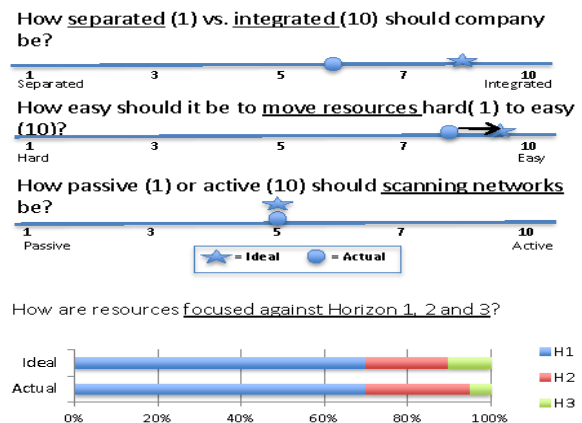 How separated (1) vs. integrated (10) should company
be?
1 3 5 7 10
Separated Integrated
How easy should it be to move resources hard( 1) to easy
(10)?
1 3 5 7 10
Hard Easy
How passive (1) or active (10) should scanning networks
be?
1 3 5 7 10
Passive Active
= Ideal = Actual
How are resources focused against Horizon 1, 2 and 3?
Ideal
Actual
H1
H2
H3
0% 20% 40% 60% 80% 100%